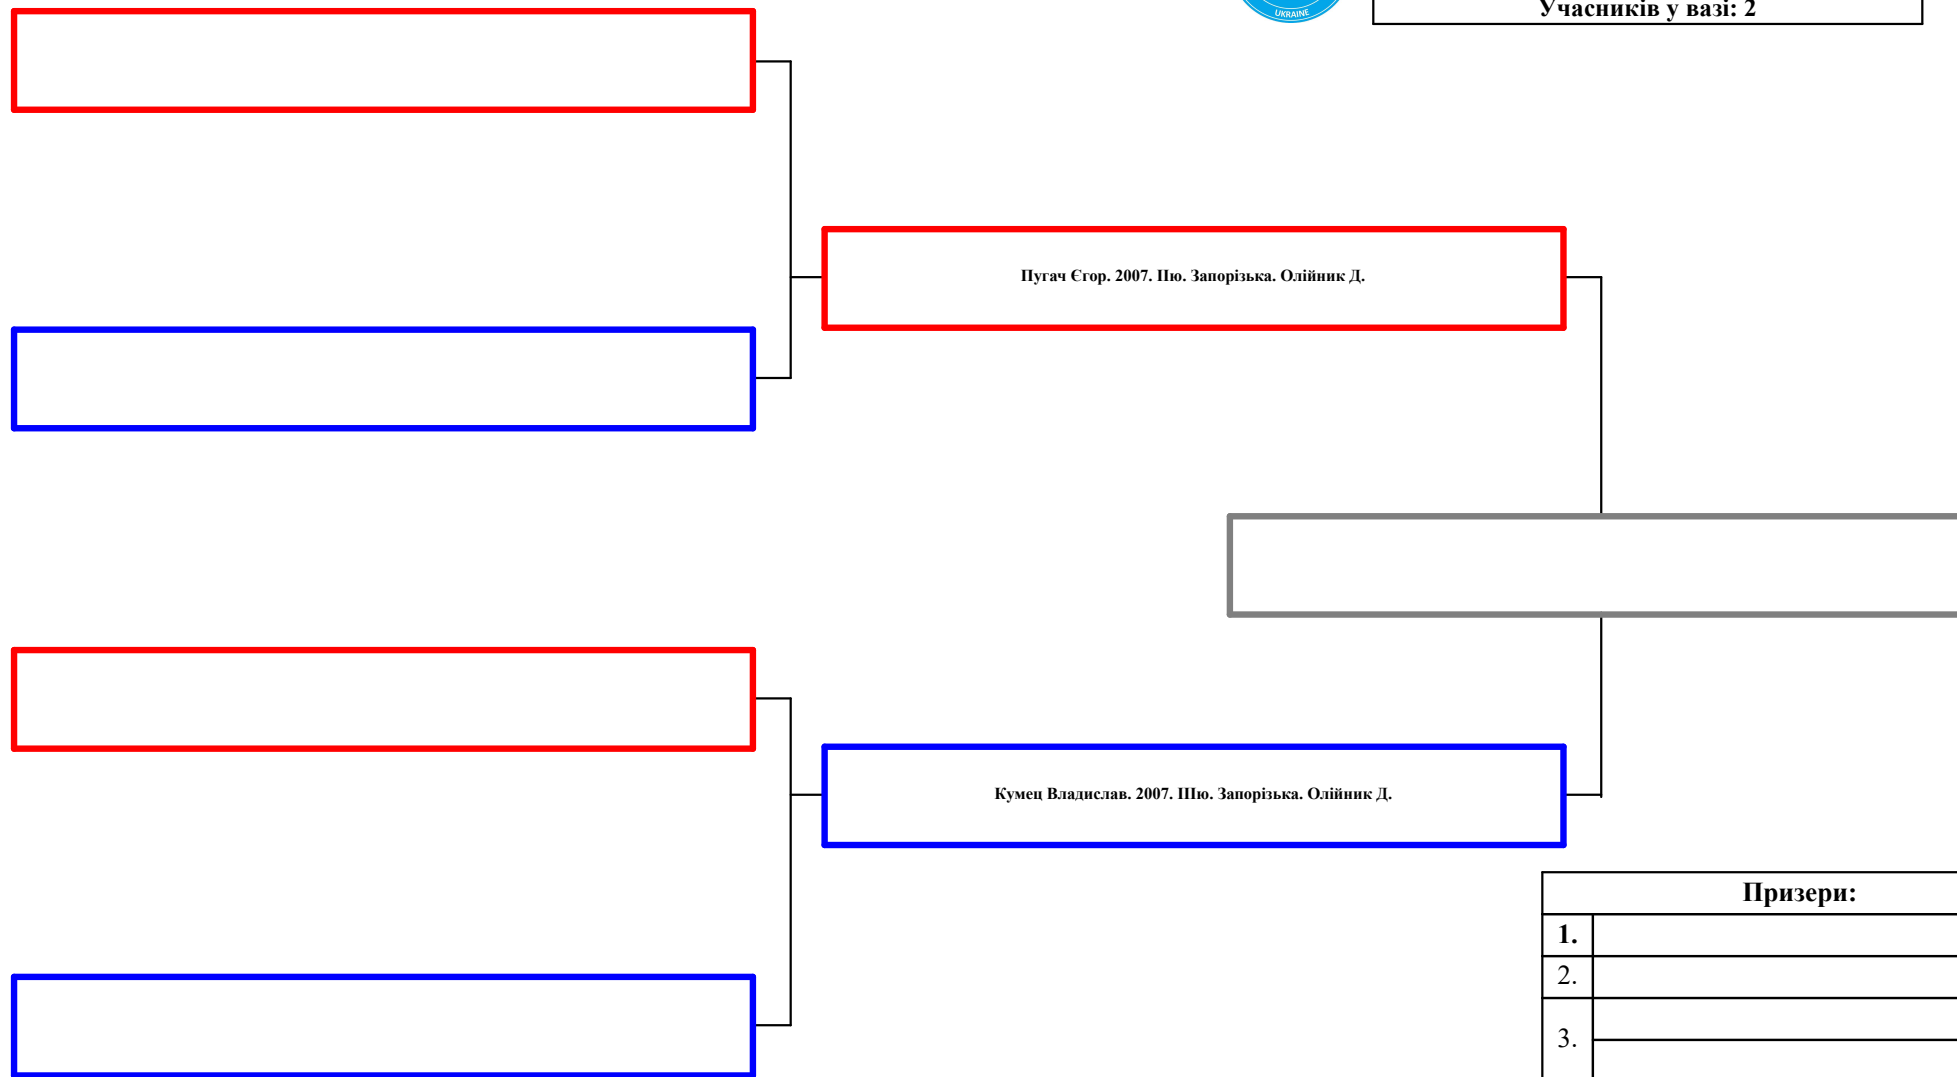 UKRAINE
Учасників у вазі: 2
Пугач Єгор. 2007. ІІю. Запорізька. Олійник Д.
Кумец Владислав. 2007. ІІІю. Запорізька. Олійник Д.
Призери:
1.
2.
3.